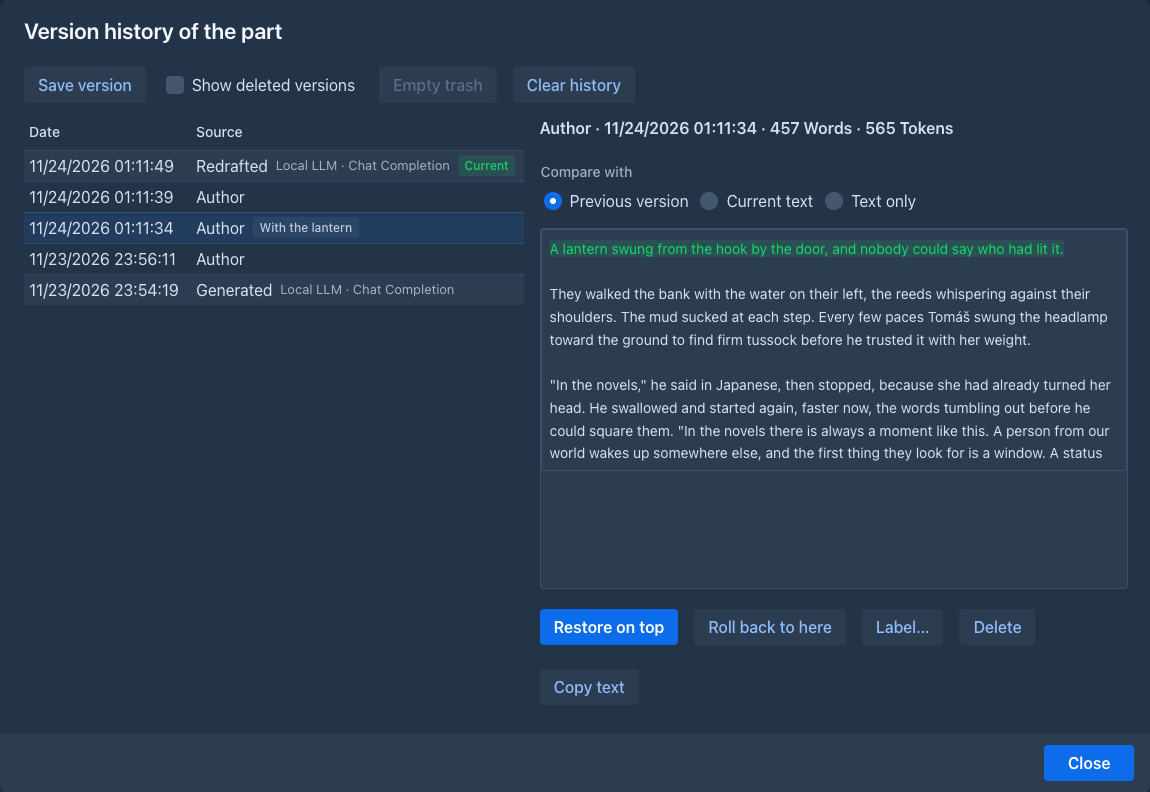 Version history of the part
Save version
Show deleted versions
Empty trash
Clear history
Date Source
11/24/2026 01:11:49 Redrafted Local LLM · Chat Completion Current
11/24/2026 01:11:39 Author
11/24/2026 01:11:34 Author With the lantern
11/23/2026 23:56:11 Author
11/23/2026 23:54:19 Generated Local LLM · Chat Completion
Author · 11/24/2026 01:11:34 · 457 Words · 565 Tokens
Compare with
Previous version Current text Text only
A lantern swung from the hook by the door, and nobody could say who had lit it.
They walked the bank with the water on their left, the reeds whispering against their
shoulders. The mud sucked at each step. Every few paces Tomáš swung the headlamp
toward the ground to find firm tussock before he trusted it with her weight.
"In the novels," he said in Japanese, then stopped, because she had already turned her
head. He swallowed and started again, faster now, the words tumbling out before he
could square them. "In the novels there is always a moment like this. A person from our
world wakes up somewhere else, and the first thing they look for is a window. A status
Restore on top
Roll back to here
Label...
Delete
Copy text
Close